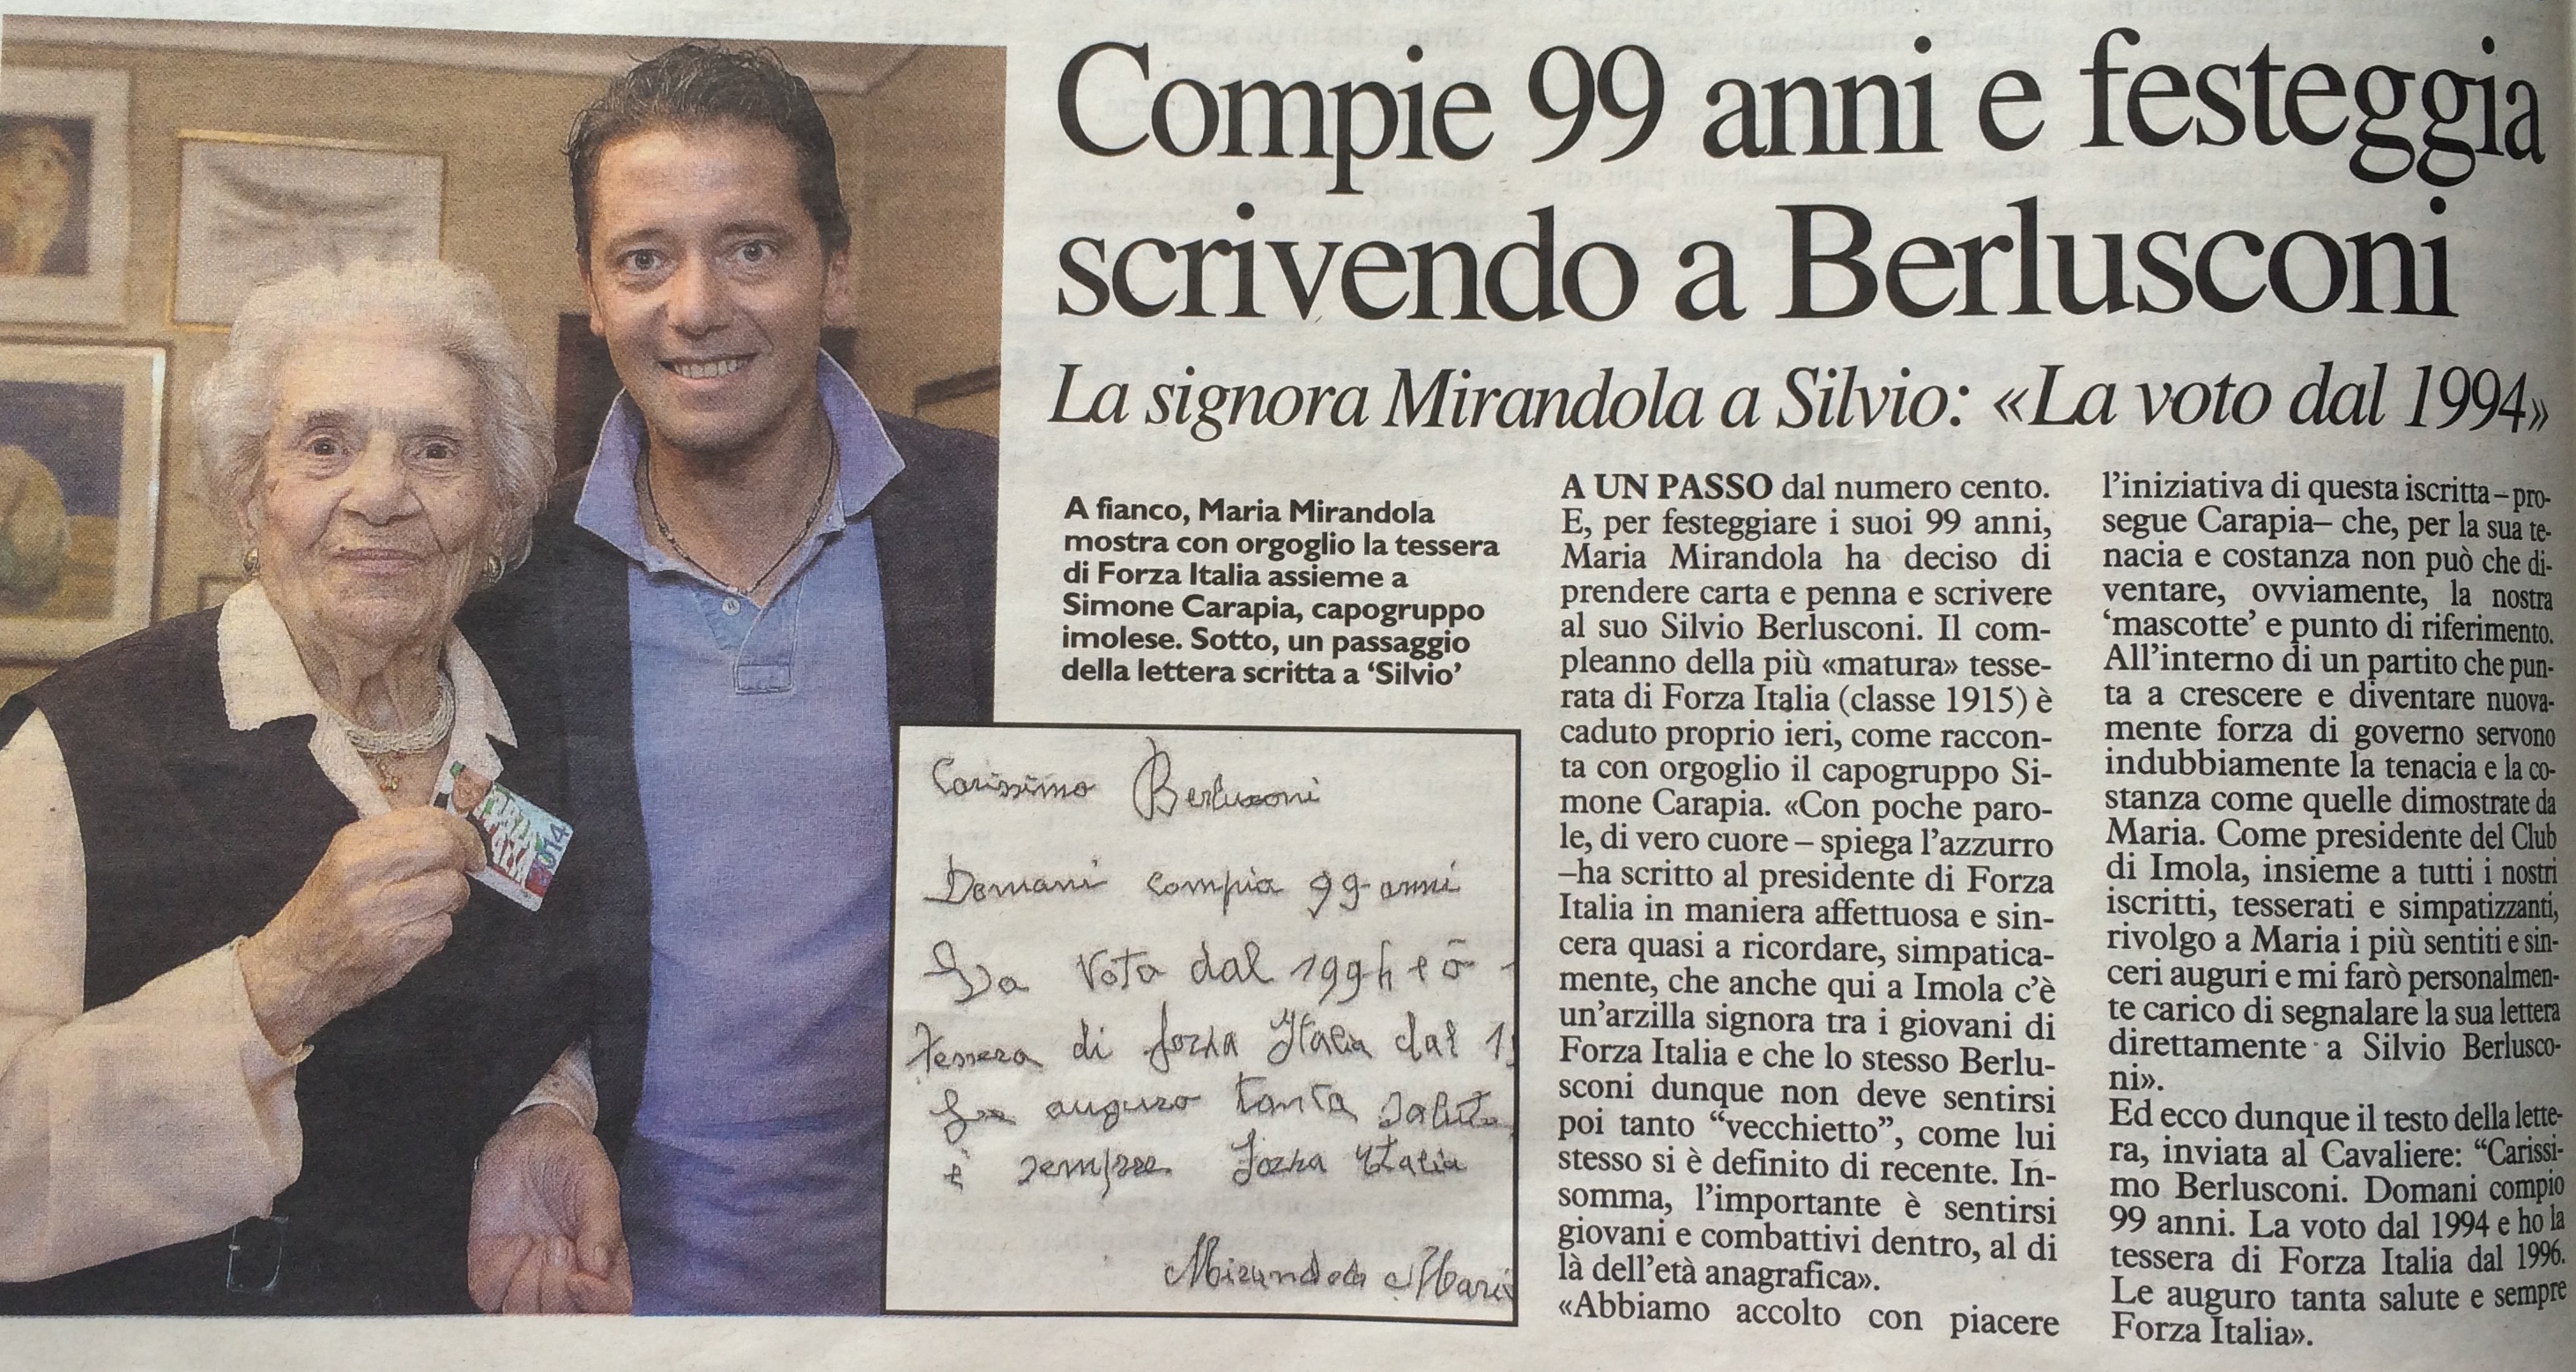 Compie 99 anni e festeggia
scrivendo a Berlusconi
La signora Mirandola a Silvio: «La voto dal 1994»
A fianco, Maria Mirandola
mostra con orgoglio la tessera
di Forza Italia assieme a
Simone Carapia, capogruppo
imolese. Sotto, un passaggio
della lettera scritta a ‘Silvio’
Carissimo Berlusconi
Domani compio 99 anni
La voto dal 1994 e ò
tessera di forza Italia dal 19
Le auguro tanta salute
e sempre Forza Italia
Mirandola Maria
A UN PASSO dal numero cento.
E, per festeggiare i suoi 99 anni,
Maria Mirandola ha deciso di
prendere carta e penna e scrivere
al suo Silvio Berlusconi. Il com-
pleanno della più «matura» tesse-
rata di Forza Italia (classe 1915) è
caduto proprio ieri, come raccon-
ta con orgoglio il capogruppo Si-
mone Carapia. «Con poche paro-
le, di vero cuore – spiega l’azzurro
–ha scritto al presidente di Forza
Italia in maniera affettuosa e sin-
cera quasi a ricordare, simpatica-
mente, che anche qui a Imola c’è
un’arzilla signora tra i giovani di
Forza Italia e che lo stesso Berlu-
sconi dunque non deve sentirsi
poi tanto “vecchietto”, come lui
stesso si è definito di recente. In-
somma, l’importante è sentirsi
giovani e combattivi dentro, al di
là dell’età anagrafica».
«Abbiamo accolto con piacere
l’iniziativa di questa iscritta – pro-
segue Carapia– che, per la sua te-
nacia e costanza non può che di-
ventare, ovviamente, la nostra
‘mascotte’ e punto di riferimento.
All’interno di un partito che pun-
ta a crescere e diventare nuova-
mente forza di governo servono
indubbiamente la tenacia e la co-
stanza come quelle dimostrate da
Maria. Come presidente del Club
di Imola, insieme a tutti i nostri
iscritti, tesserati e simpatizzanti,
rivolgo a Maria i più sentiti e sin-
ceri auguri e mi farò personalmen-
te carico di segnalare la sua lettera
direttamente a Silvio Berlusco-
ni».
Ed ecco dunque il testo della lette-
ra, inviata al Cavaliere: “Carissi-
mo Berlusconi. Domani compio
99 anni. La voto dal 1994 e ho la
tessera di Forza Italia dal 1996.
Le auguro tanta salute e sempre
Forza Italia».
FORZA
ITALIA
2014